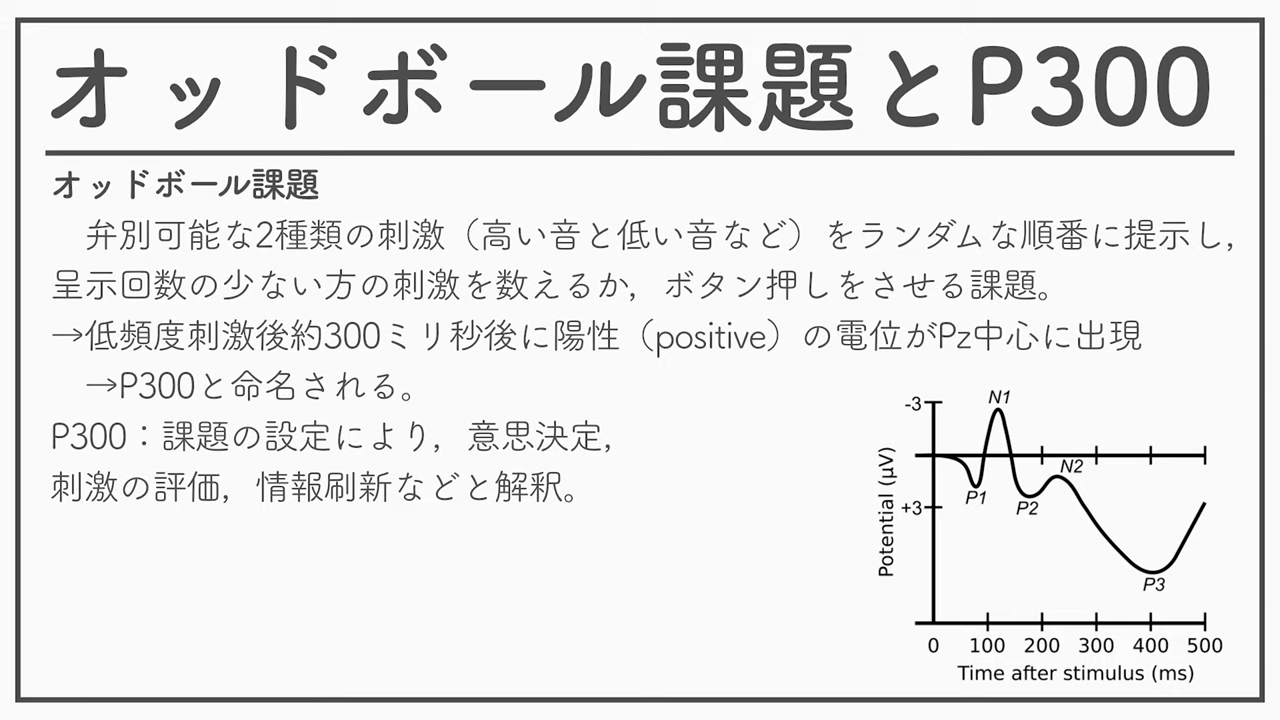 オッドボール課題とP300
オッドボール課題
弁別可能な2種類の刺激（高い音と低い音など）をランダムな順番に提示し，
呈示回数の少ない方の刺激を数えるか，ボタン押しをさせる課題。
→低頻度刺激後約300ミリ秒後に陽性（positive）の電位がPz中心に出現
→P300と命名される。
P300：課題の設定により，意思決定，
刺激の評価，情報刷新などと解釈。
-3
N1
Potential (µV)
N2
P1
+3
P2
P3
0 100 200 300 400 500
Time after stimulus (ms)